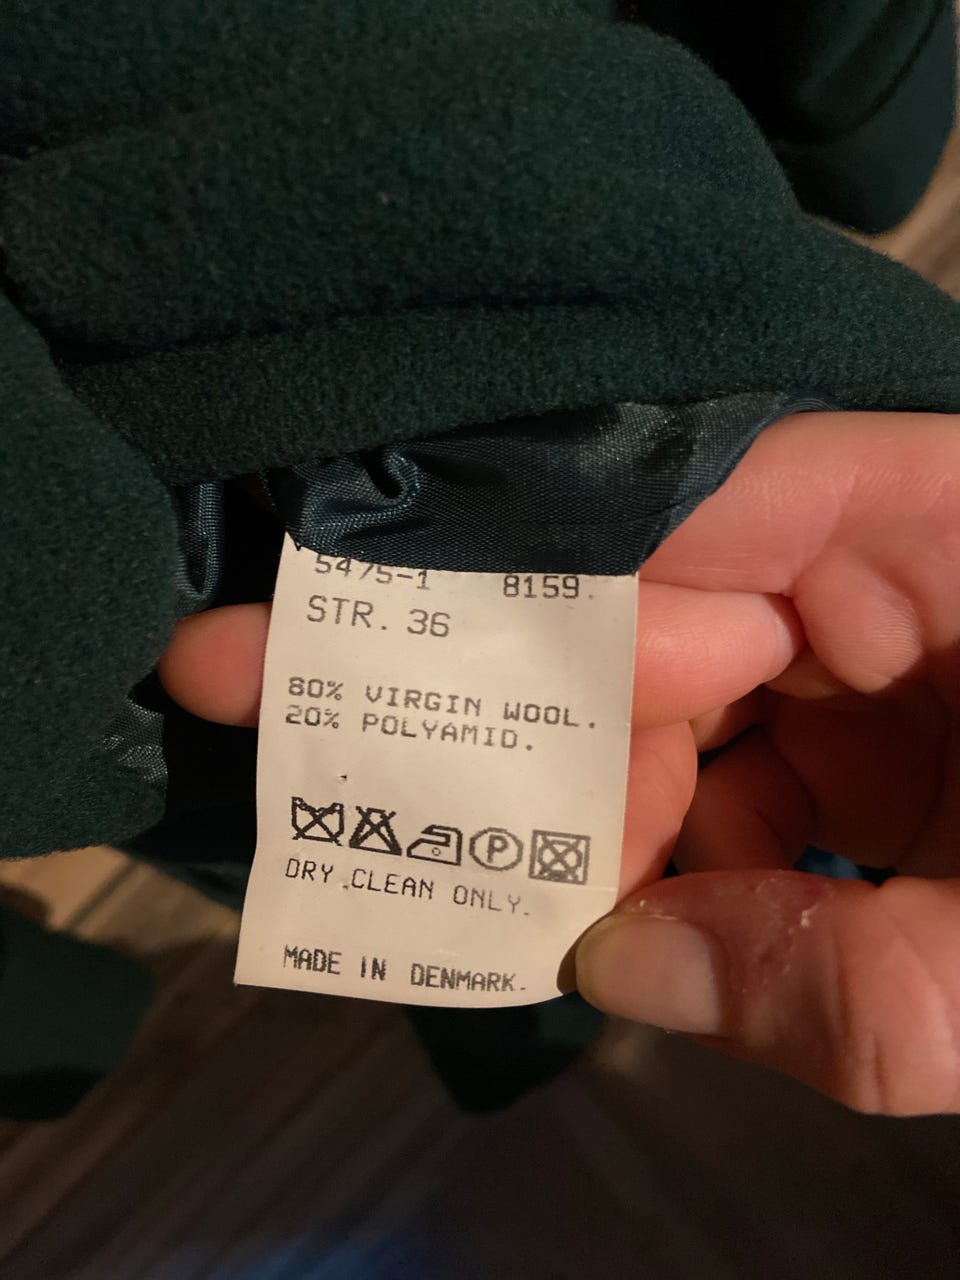 5475-1 8159.
STR. 36
80% VIRGIN WOOL.
20% POLYAMID.
P
DRY CLEAN ONLY.
MADE IN DENMARK.